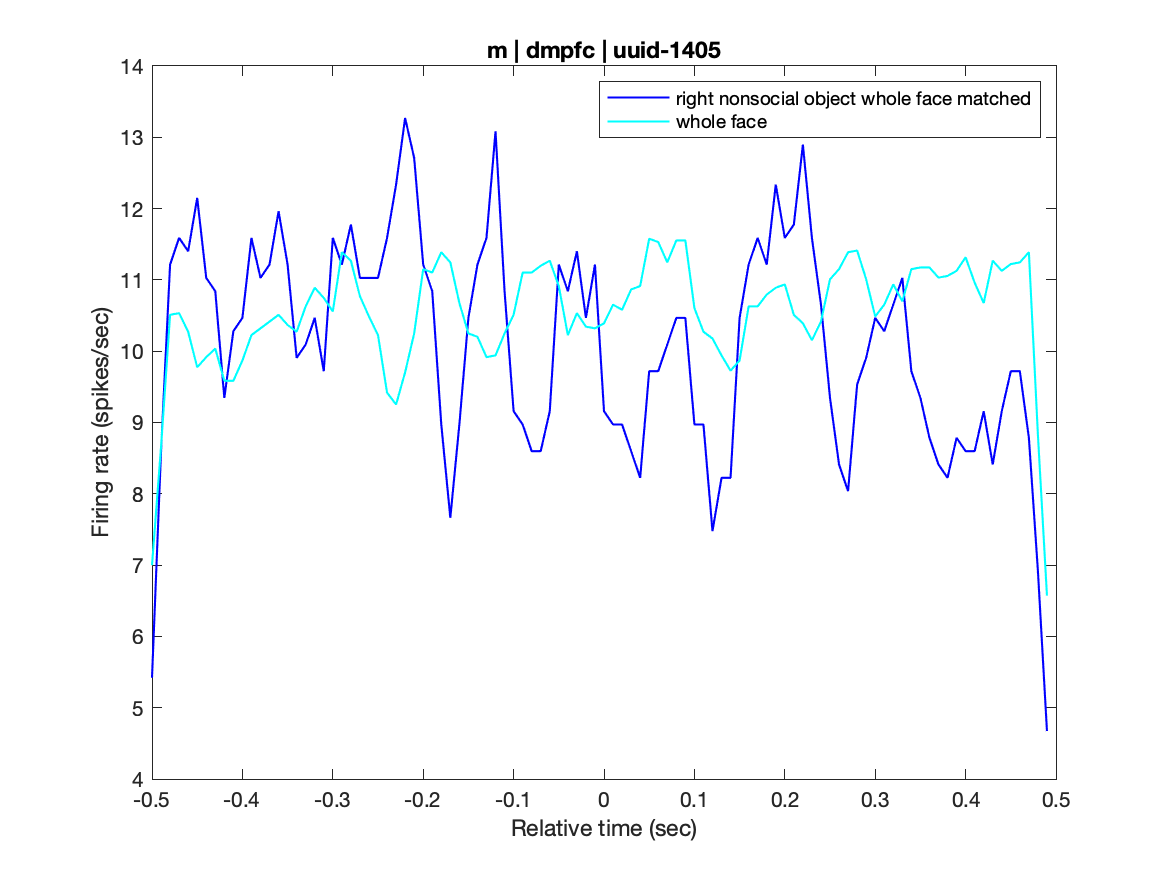 m | dmpfc | uuid-1405
right nonsocial object whole face matched
whole face
Firing rate (spikes/sec)
14
13
12
11
10
9
8
7
6
5
4
-0.5 -0.4 -0.3 -0.2 -0.1 0 0.1 0.2 0.3 0.4 0.5
Relative time (sec)